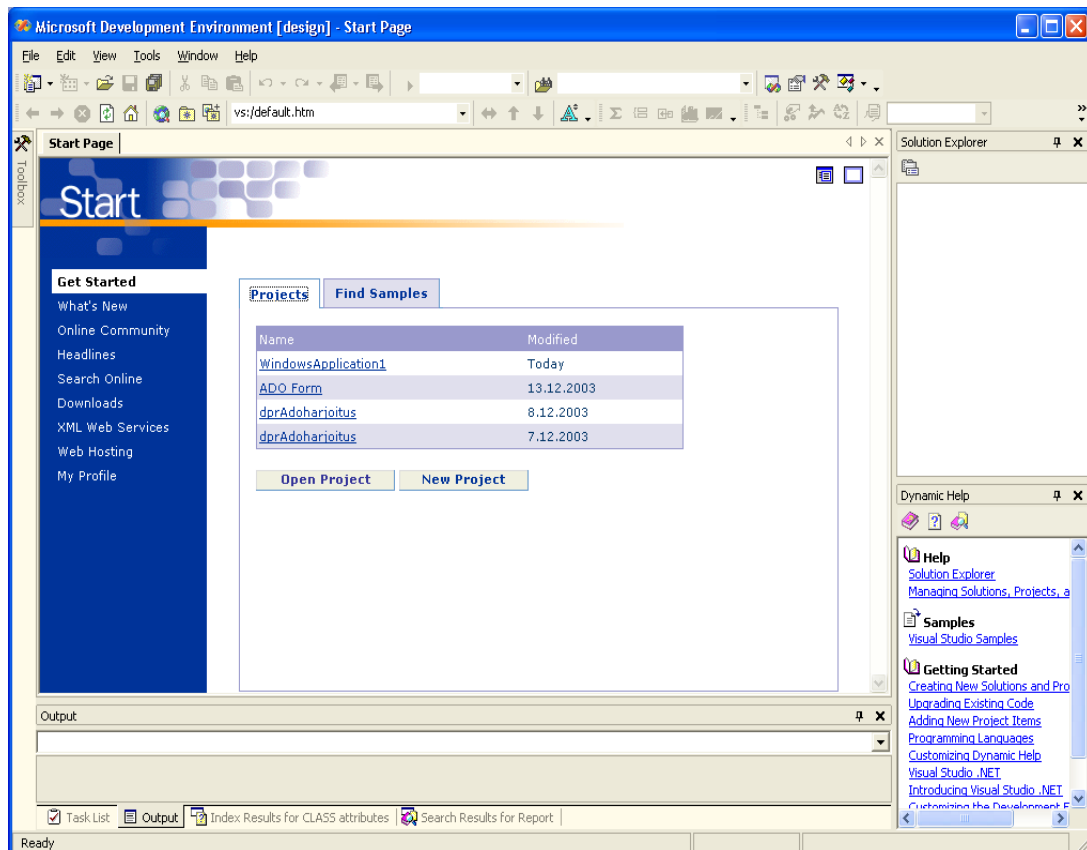 Microsoft Development Environment [design] - Start Page
File Edit View Tools Window Help
vs:/default.htm
Toolbox
Start Page
Start
Get Started
What's New
Online Community
Headlines
Search Online
Downloads
XML Web Services
Web Hosting
My Profile
Projects Find Samples
Name Modified
WindowsApplication1 Today
ADO Form 13.12.2003
dprAdoharjoitus 8.12.2003
dprAdoharjoitus 7.12.2003
Open Project New Project
Solution Explorer
Dynamic Help
Help
Solution Explorer
Managing Solutions, Projects, a
Samples
Visual Studio Samples
Getting Started
Creating New Solutions and Pro
Upgrading Existing Code
Adding New Project Items
Programming Languages
Customizing Dynamic Help
Visual Studio .NET
Introducing Visual Studio .NET
Customizing the Development E
Output
Task List Output Index Results for CLASS attributes Search Results for Report
Ready